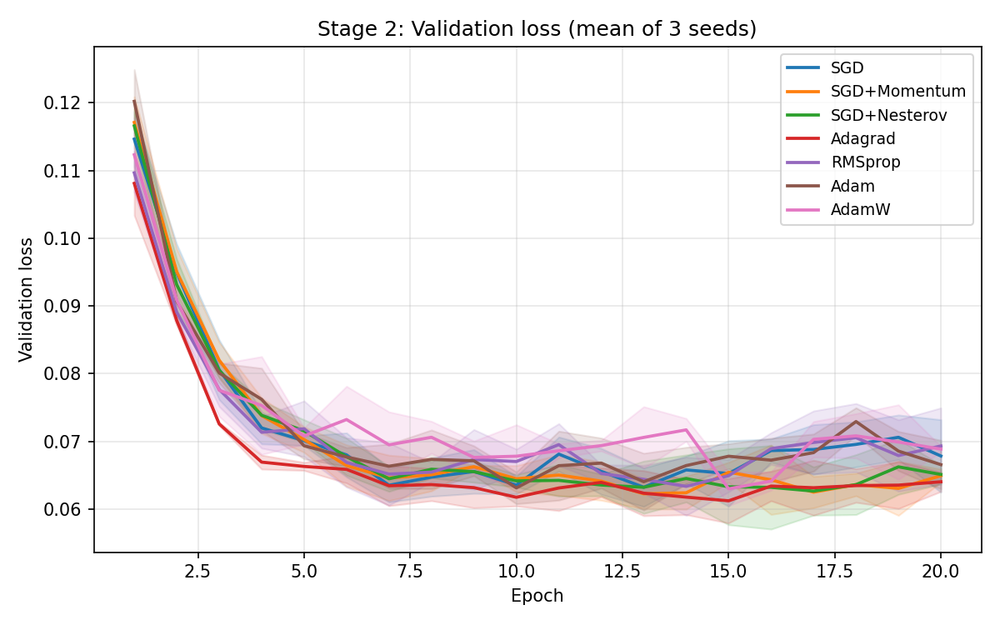 Stage 2: Validation loss (mean of 3 seeds)
SGD
SGD+Momentum
SGD+Nesterov
Adagrad
RMSprop
Adam
AdamW
Validation loss
0.12
0.11
0.10
0.09
0.08
0.07
0.06
2.5 5.0 7.5 10.0 12.5 15.0 17.5 20.0
Epoch